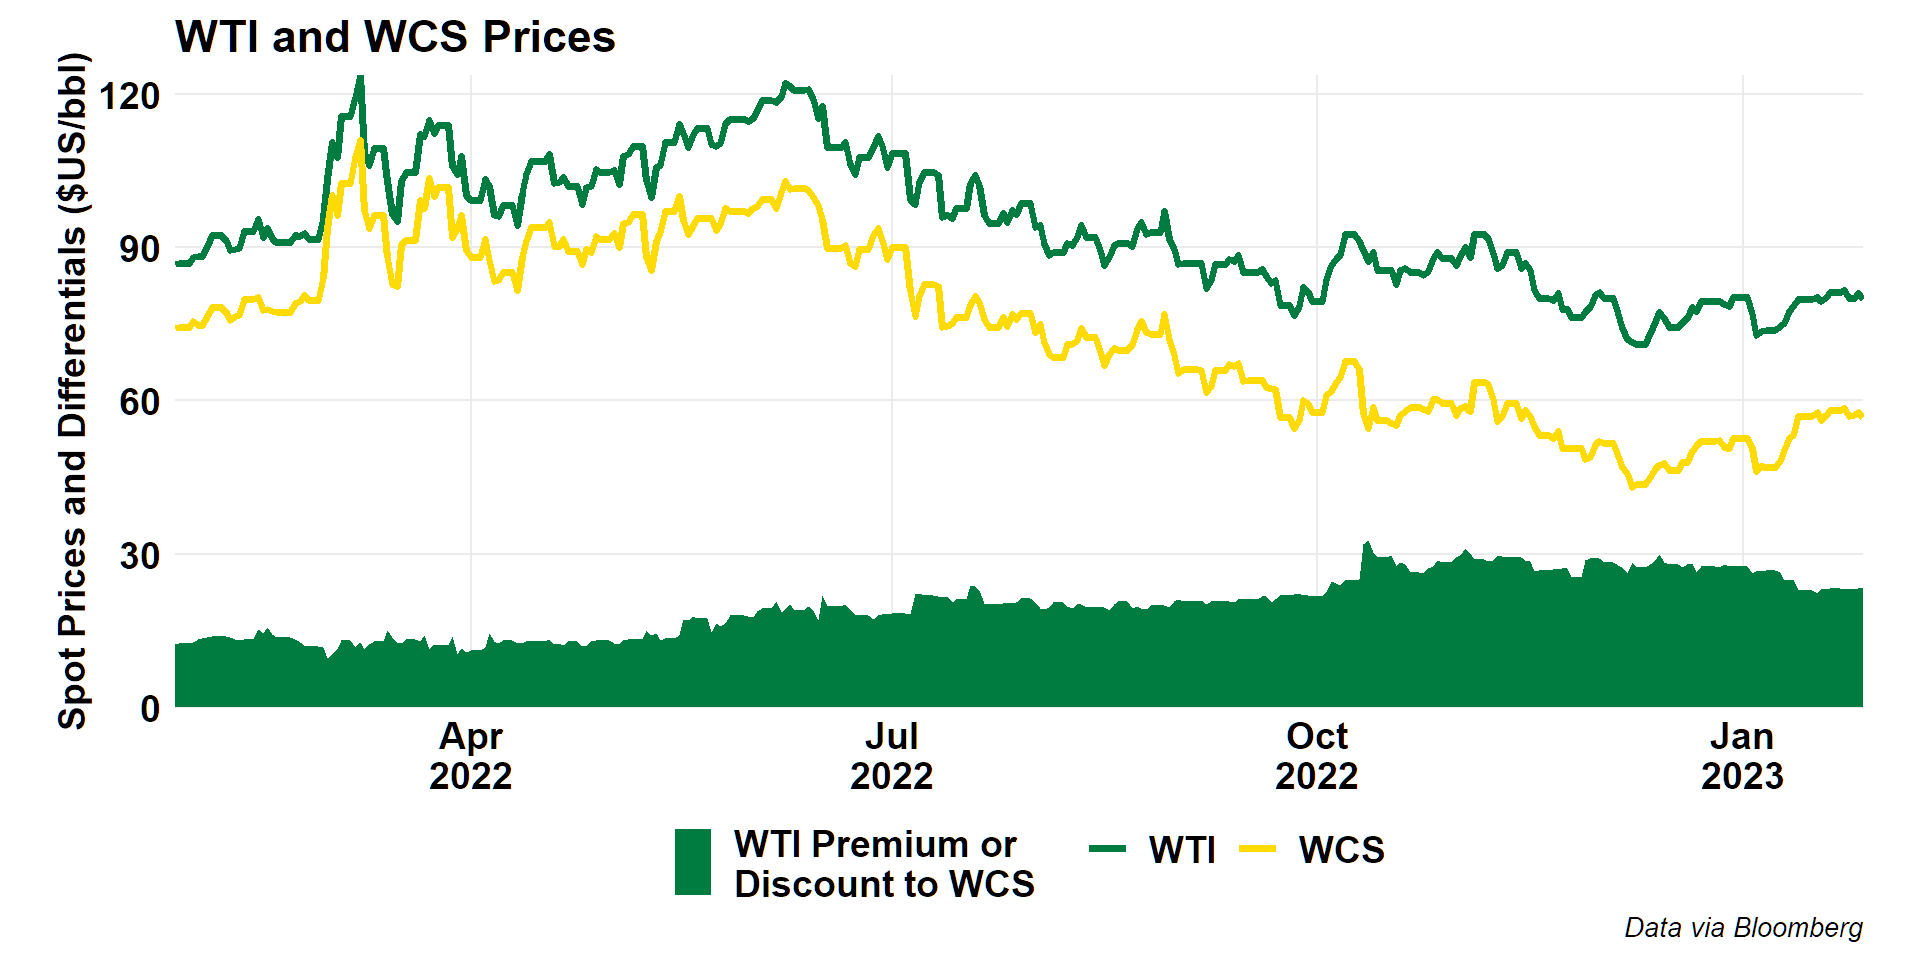 WTI and WCS Prices
Spot Prices and Differentials ($US/bbl)
120
90
60
30
0
Apr
2022
Jul
2022
Oct
2022
Jan
2023
WTI Premium or
Discount to WCS
WTI
WCS
Data via Bloomberg